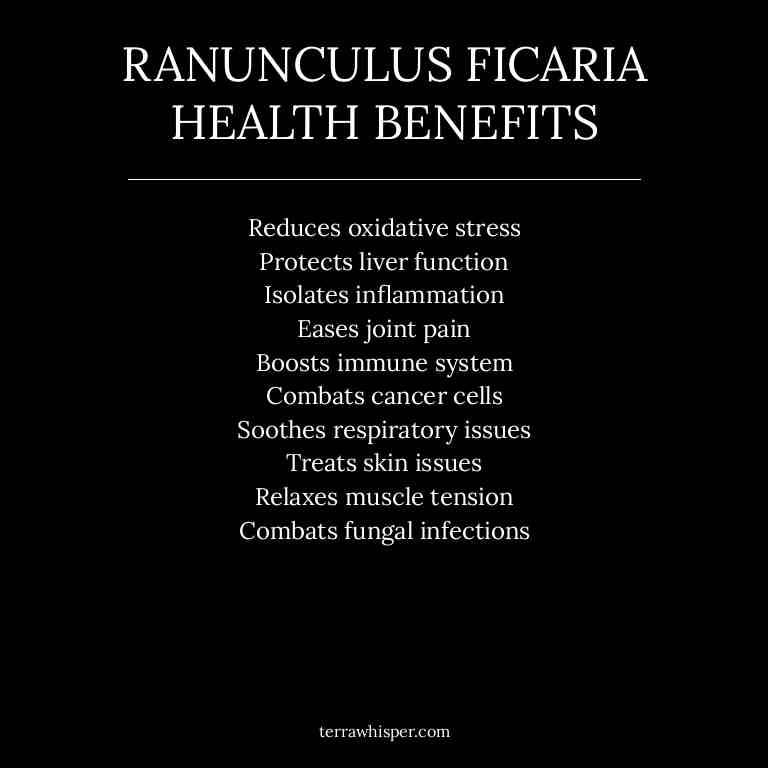 RANUNCULUS FICARIA
HEALTH BENEFITS
Reduces oxidative stress
Protects liver function
Isolates inflammation
Eases joint pain
Boosts immune system
Combats cancer cells
Soothes respiratory issues
Treats skin issues
Relaxes muscle tension
Combats fungal infections
terrawhisper.com